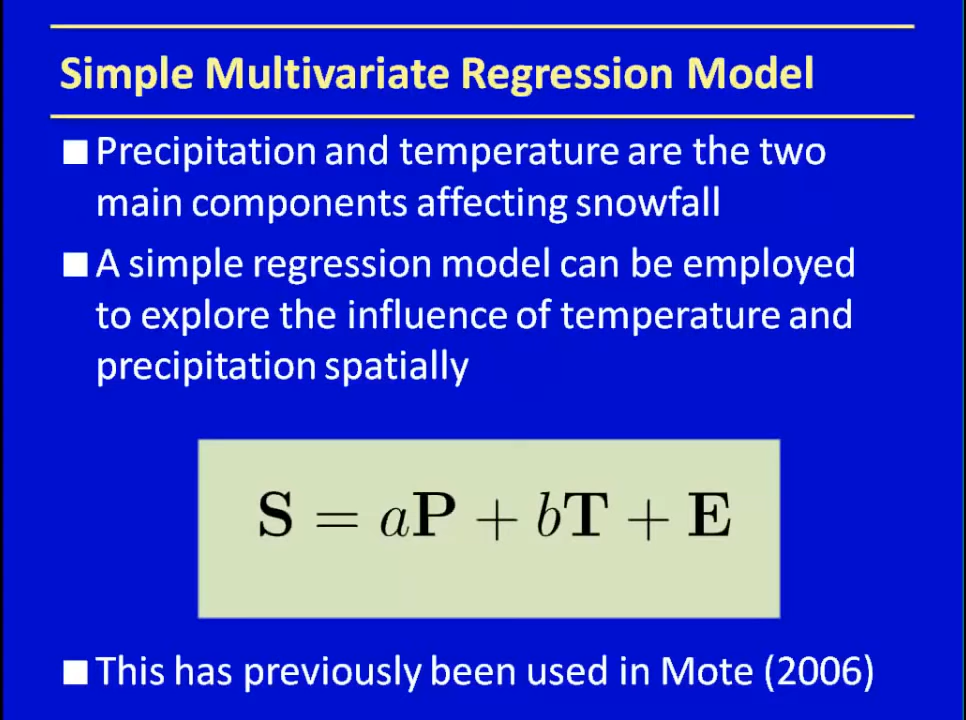 Simple Multivariate Regression Model
■ Precipitation and temperature are the two
main components affecting snowfall
■ A simple regression model can be employed
to explore the influence of temperature and
precipitation spatially
S = aP + bT + E
■ This has previously been used in Mote (2006)